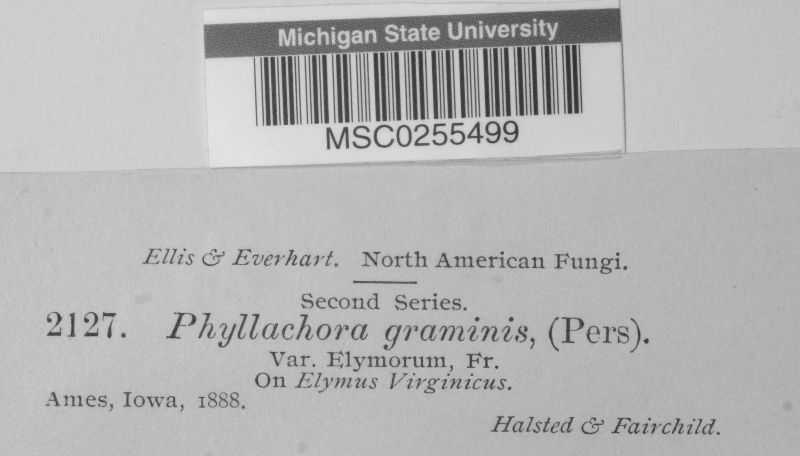 Michigan State University
MSC0255499
Ellis & Everhart. North American Fungi.
Second Series.
2127. Phyllachora graminis, (Pers).
Var. Elymorum, Fr.
On Elymus Virginicus.
Ames, Iowa, 1888.
Halsted & Fairchild.